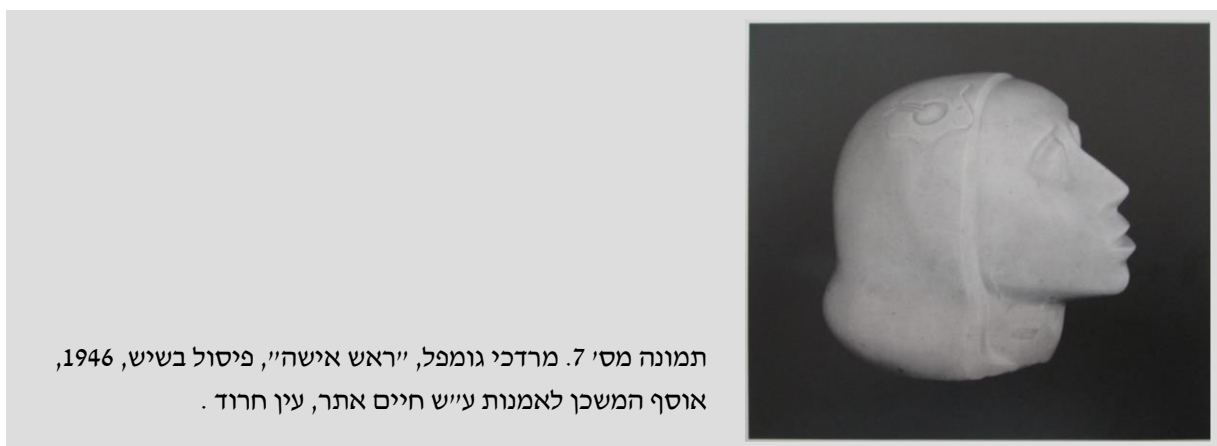 תמונה מס׳ 7. מרדכי גומפל, ״ראש אישה״, פיסול בשיש, 1946,
אוסף המשכן לאמנות ע״ש חיים אתר, עין חרוד .